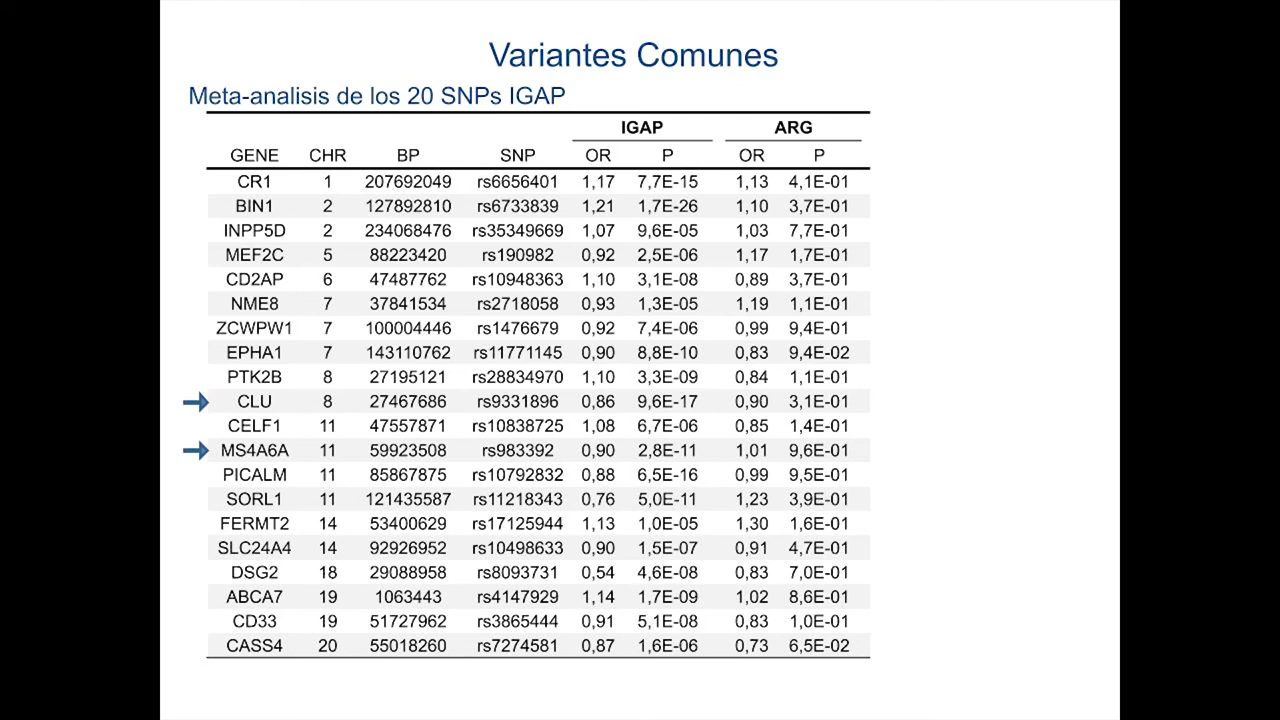 Variantes Comunes
Meta-analisis de los 20 SNPs IGAP
IGAP ARG
GENE CHR BP SNP OR P OR P
CR1 1 207692049 rs6656401 1,17 7,7E-15 1,13 4,1E-01
BIN1 2 127892810 rs6733839 1,21 1,7E-26 1,10 3,7E-01
INPP5D 2 234068476 rs35349669 1,07 9,6E-05 1,03 7,7E-01
MEF2C 5 88223420 rs190982 0,92 2,5E-06 1,17 1,7E-01
CD2AP 6 47487762 rs10948363 1,10 3,1E-08 0,89 3,7E-01
NME8 7 37841534 rs2718058 0,93 1,3E-05 1,19 1,1E-01
ZCWPW1 7 100004446 rs1476679 0,92 7,4E-06 0,99 9,4E-01
EPHA1 7 143110762 rs11771145 0,90 8,8E-10 0,83 9,4E-02
PTK2B 8 27195121 rs28834970 1,10 3,3E-09 0,84 1,1E-01
CLU 8 27467686 rs9331896 0,86 9,6E-17 0,90 3,1E-01
CELF1 11 47557871 rs10838725 1,08 6,7E-06 0,85 1,4E-01
MS4A6A 11 59923508 rs983392 0,90 2,8E-11 1,01 9,6E-01
PICALM 11 85867875 rs10792832 0,88 6,5E-16 0,99 9,5E-01
SORL1 11 121435587 rs11218343 0,76 5,0E-11 1,23 3,9E-01
FERMT2 14 53400629 rs17125944 1,13 1,0E-05 1,30 1,6E-01
SLC24A4 14 92926952 rs10498633 0,90 1,5E-07 0,91 4,7E-01
DSG2 18 29088958 rs8093731 0,54 4,6E-08 0,83 7,0E-01
ABCA7 19 1063443 rs4147929 1,14 1,7E-09 1,02 8,6E-01
CD33 19 51727962 rs3865444 0,91 5,1E-08 0,83 1,0E-01
CASS4 20 55018260 rs7274581 0,87 1,6E-06 0,73 6,5E-02